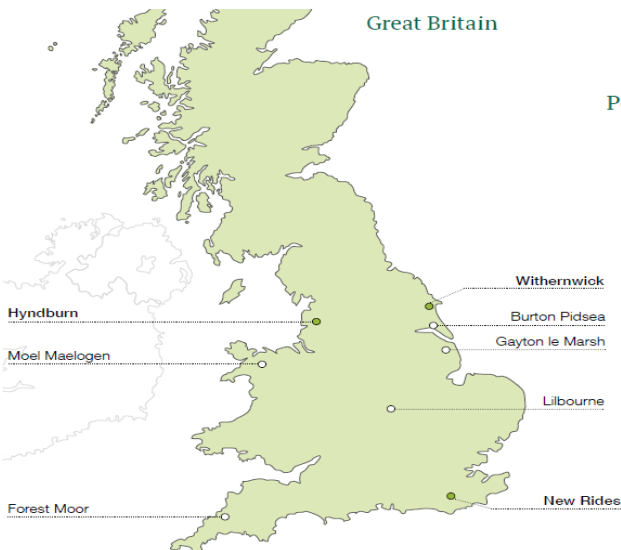 Great Britain
P
Withernwick
Hyndburn
Burton Pidsea
Gayton le Marsh
Moel Maelogen
Lilbourne
New Rides
Forest Moor